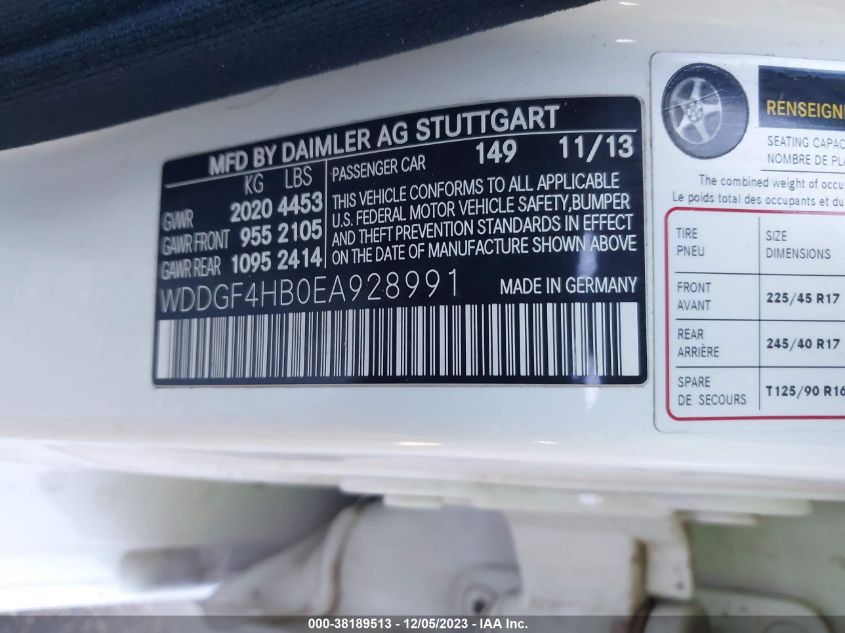 MFD BY DAIMLER AG STUTTGART
KG LBS
GVWR 2020 4453
GAWR FRONT 955 2105
GAWR REAR 1095 2414
PASSENGER CAR 149 11/13
THIS VEHICLE CONFORMS TO ALL APPLICABLE
U.S. FEDERAL MOTOR VEHICLE SAFETY,BUMPER
AND THEFT PREVENTION STANDARDS IN EFFECT
ON THE DATE OF MANUFACTURE SHOWN ABOVE
WDDGF4HB0EA928991 MADE IN GERMANY
SEATING
NOMBRE DE
The combined weight of
Le poids total des occupants et du
TIRE SIZE
PNEU DIMENSIONS
FRONT
AVANT
225/45 R17
REAR
ARRIÈRE
245/40 R17
SPARE
DE SECOURS
T125/90 R16
000-38189513 - 12/05/2023 - IAA Inc.